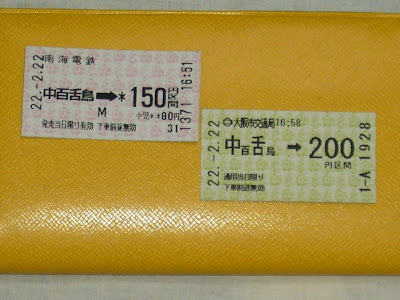 南海電鉄
22.-2.22
中百舌鳥➡*150円区間
M 小児**80円
発売当日限り有効 下車前途無効 31
1371 16:51
大阪市交通局16:58
22.-2.22
中百舌鳥 → 200
円区間
通用当日限り
下車前途無効
1-A 1928